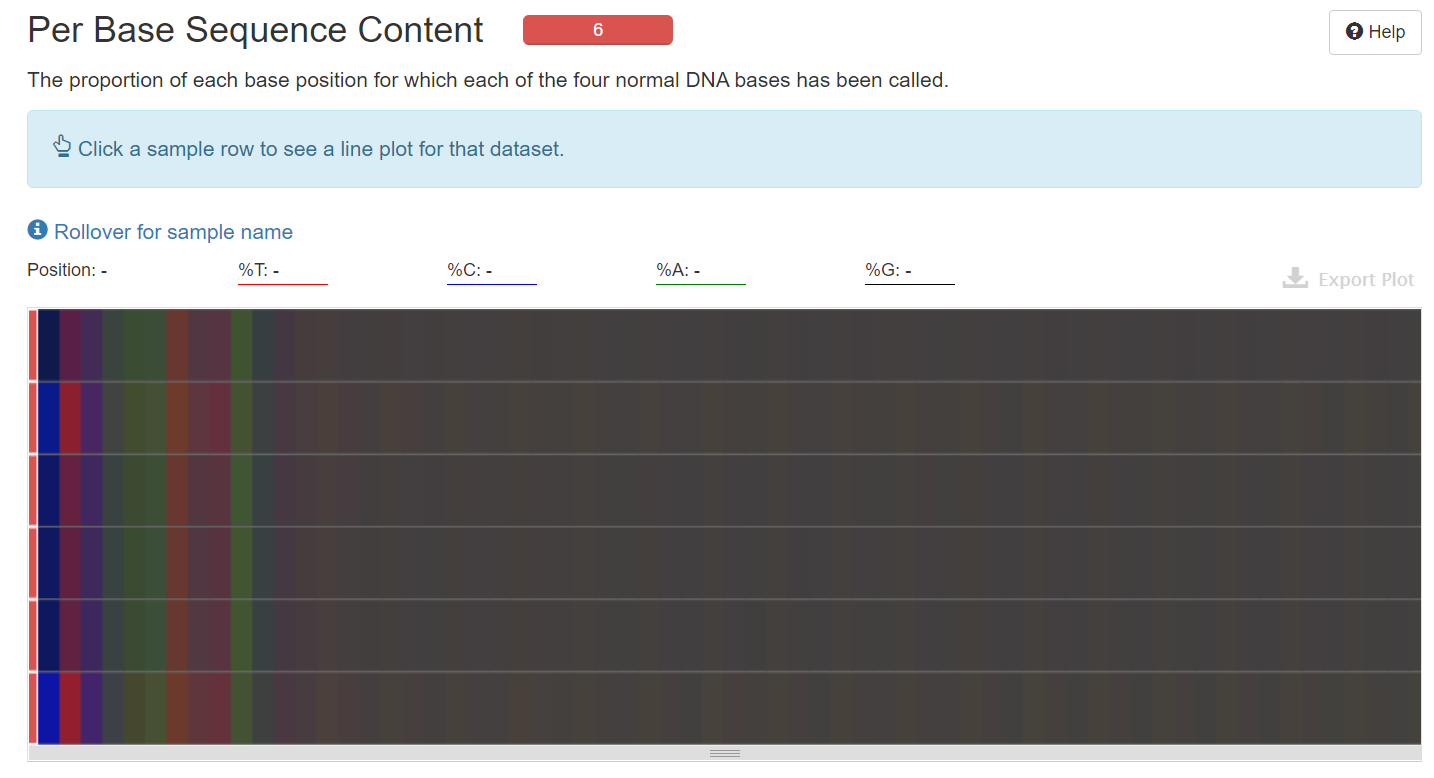 Per Base Sequence Content 6 Help
The proportion of each base position for which each of the four normal DNA bases has been called.
Click a sample row to see a line plot for that dataset.
Rollover for sample name
Position: - %T: - %C: - %A: - %G: - Export Plot